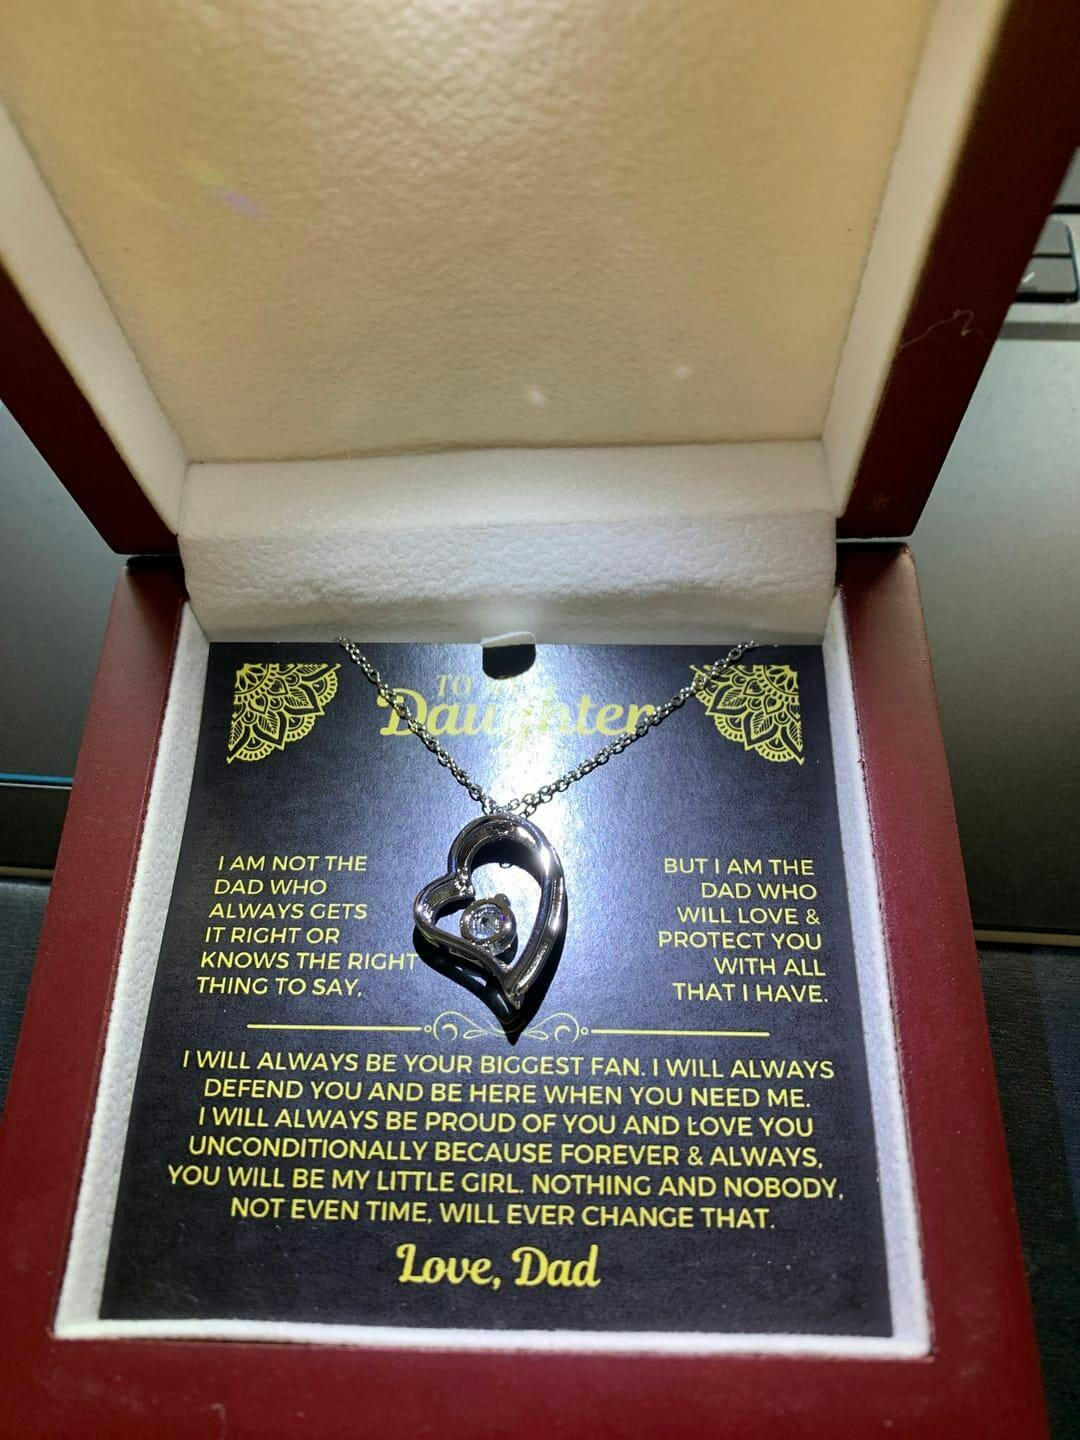 TO MY
Daughter
I AM NOT THE
DAD WHO
ALWAYS GETS
IT RIGHT OR
KNOWS THE RIGHT
THING TO SAY,
BUT I AM THE
DAD WHO
WILL LOVE &
PROTECT YOU
WITH ALL
THAT I HAVE.
I WILL ALWAYS BE YOUR BIGGEST FAN. I WILL ALWAYS
DEFEND YOU AND BE HERE WHEN YOU NEED ME.
I WILL ALWAYS BE PROUD OF YOU AND LOVE YOU
UNCONDITIONALLY BECAUSE FOREVER & ALWAYS,
YOU WILL BE MY LITTLE GIRL. NOTHING AND NOBODY,
NOT EVEN TIME, WILL EVER CHANGE THAT.
Love, Dad